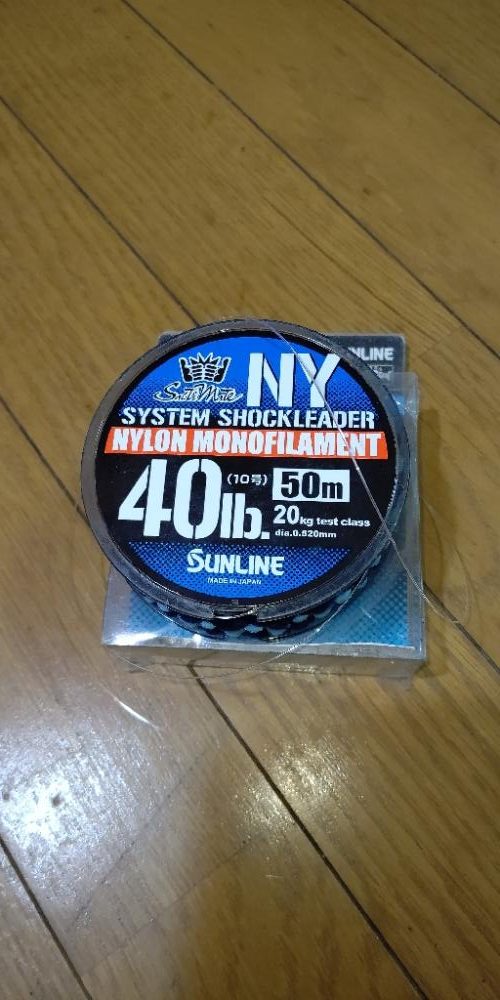 NY
SYSTEM SHOCKLEADER
NYLON MONOFILAMENT
40lb. (10号) 50m
20kg test class
dia.0.520mm
SUNLINE
MADE IN JAPAN